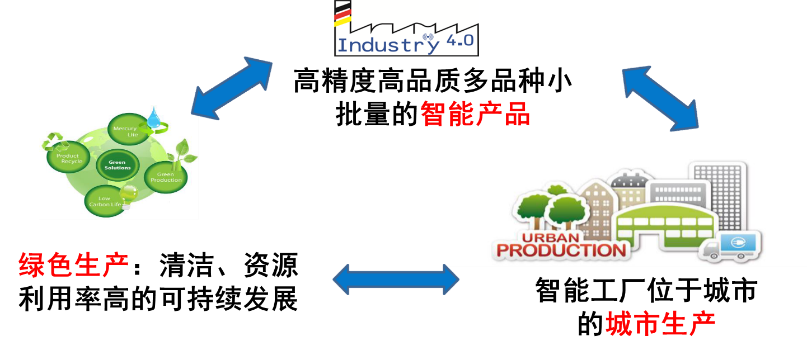 Industry 4.0
高精度高品质多品种小
批量的智能产品
Mercury
Lite
Product
Recycle
Green
Solutions
Green
Production
Low
Carbon Life
URBAN
PRODUCTION
绿色生产：清洁、资源
利用率高的可持续发展
智能工厂位于城市
的城市生产